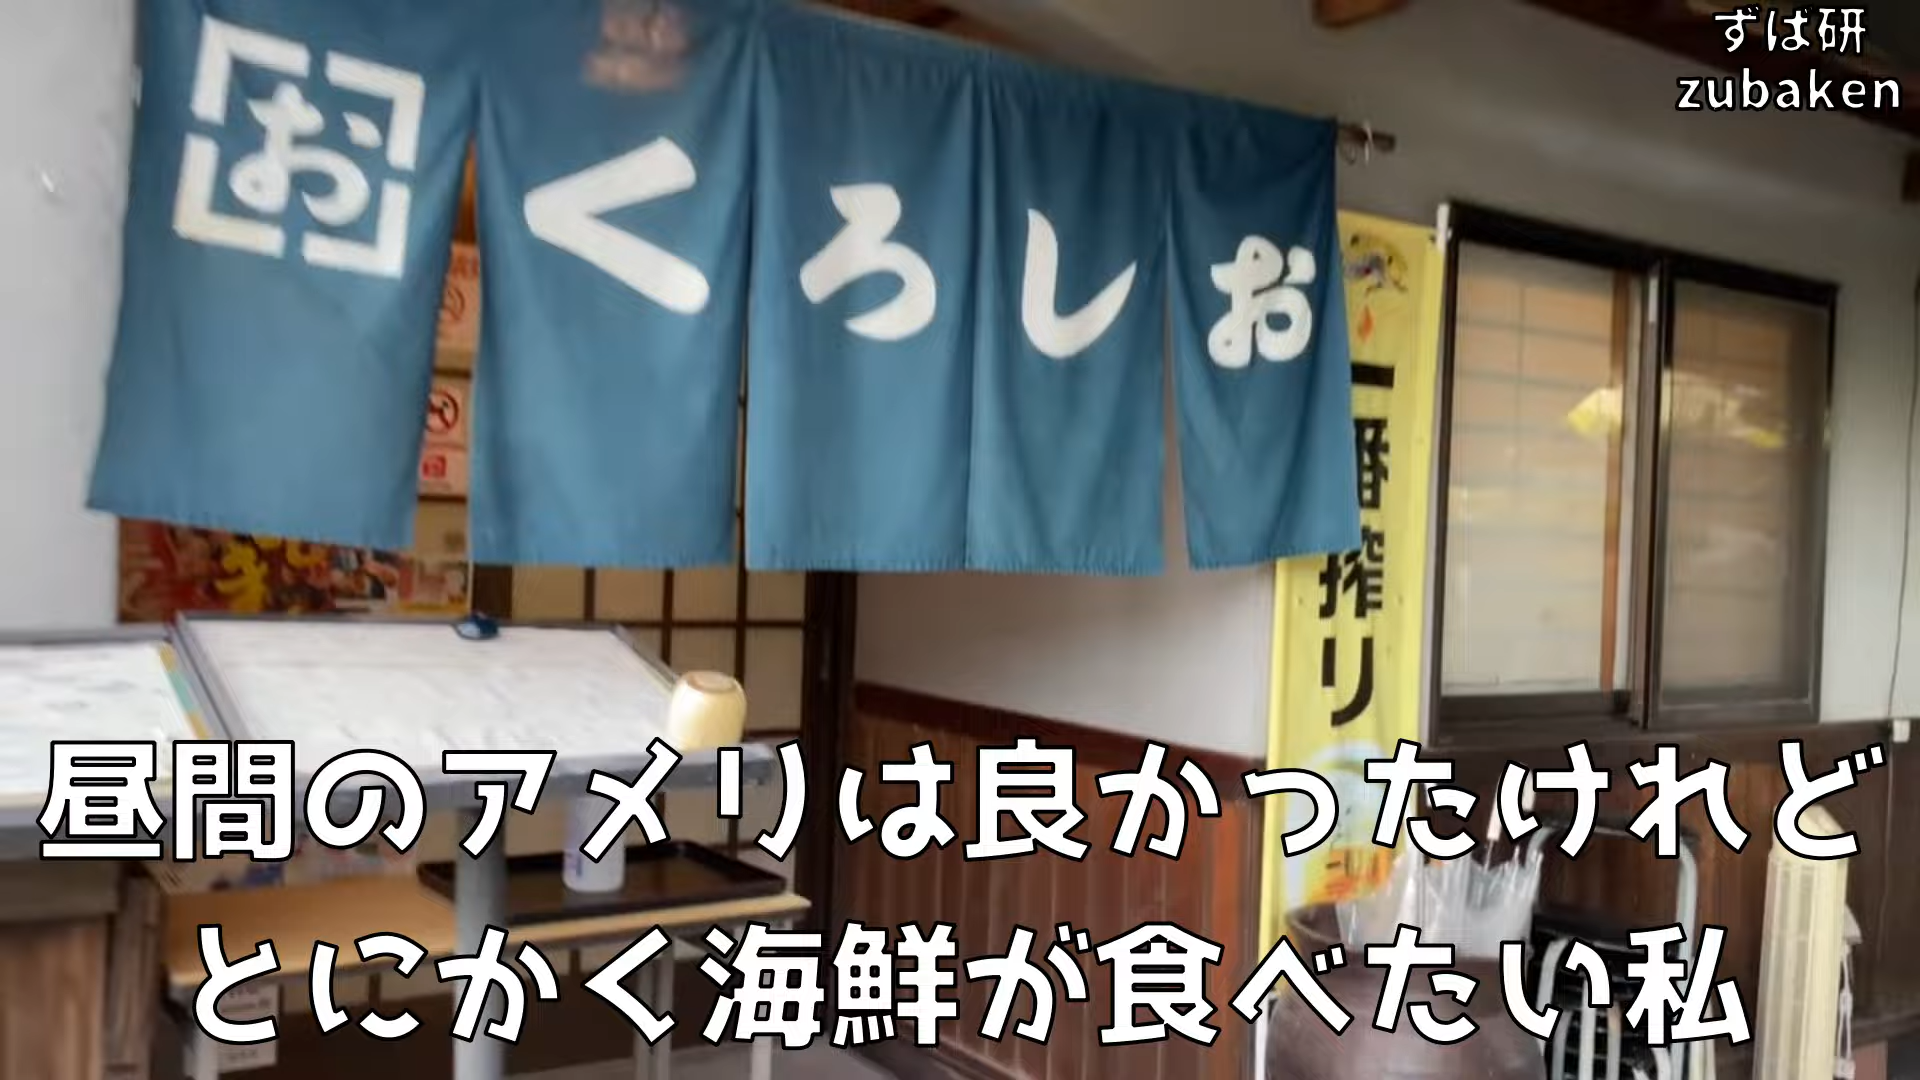 ずば研
zubaken
お くろしお
一番搾り
昼間のアメリは良かったけれど
とにかく海鮮が食べたい私